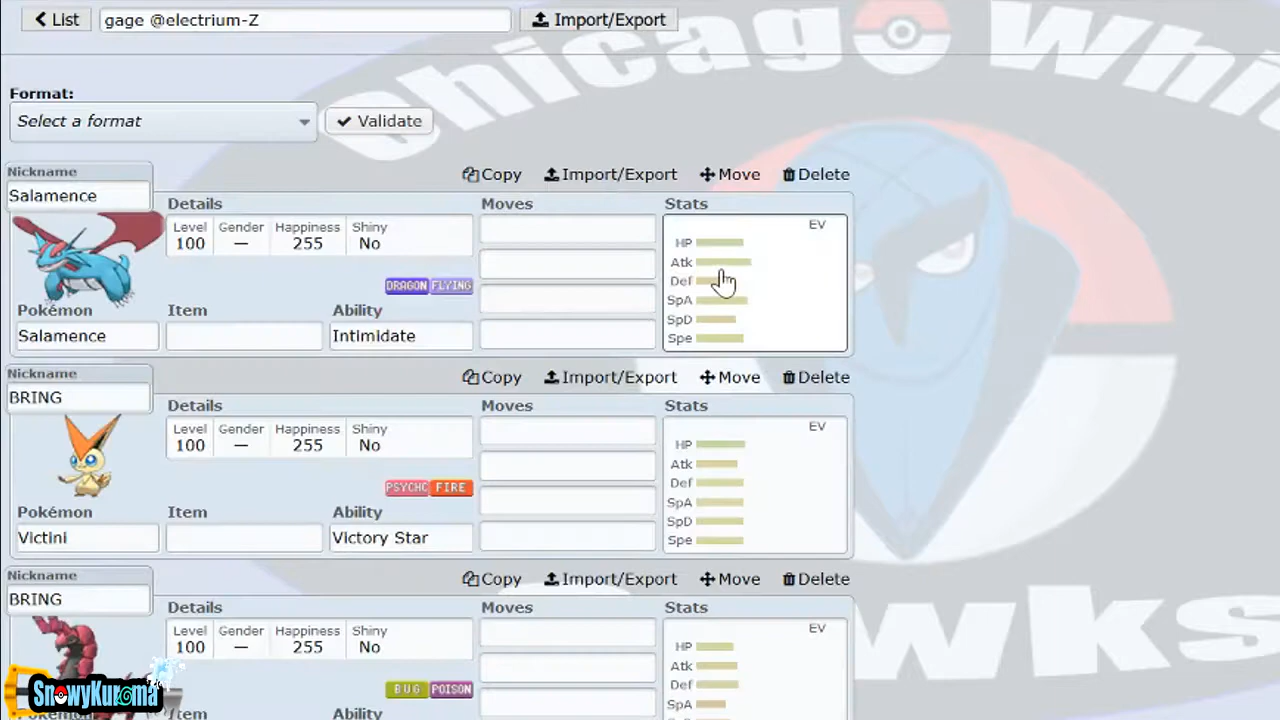 List
gage @electrium-Z
Import/Export
Chicago Whi
Format:
Select a format
Validate
Nickname
Salamence
Copy Import/Export Move Delete
Details
Moves
Stats
Level
100
Gender
—
Happiness
255
Shiny
No
EV
HP
Atk
Def
SpA
SpD
Spe
DRAGON FLYING
Pokémon
Salamence
Item
Ability
Intimidate
Nickname
BRING
Copy Import/Export Move Delete
Details
Moves
Stats
Level
100
Gender
—
Happiness
255
Shiny
No
EV
HP
Atk
Def
SpA
SpD
Spe
PSYCHC FIRE
Pokémon
Victini
Item
Ability
Victory Star
Nickname
BRING
Copy Import/Export Move Delete
Details
Moves
Stats
Level
100
Gender
—
Happiness
255
Shiny
No
EV
HP
Atk
Def
SpA
BUG POISON
Item
Ability
wks
SnowyKuroma